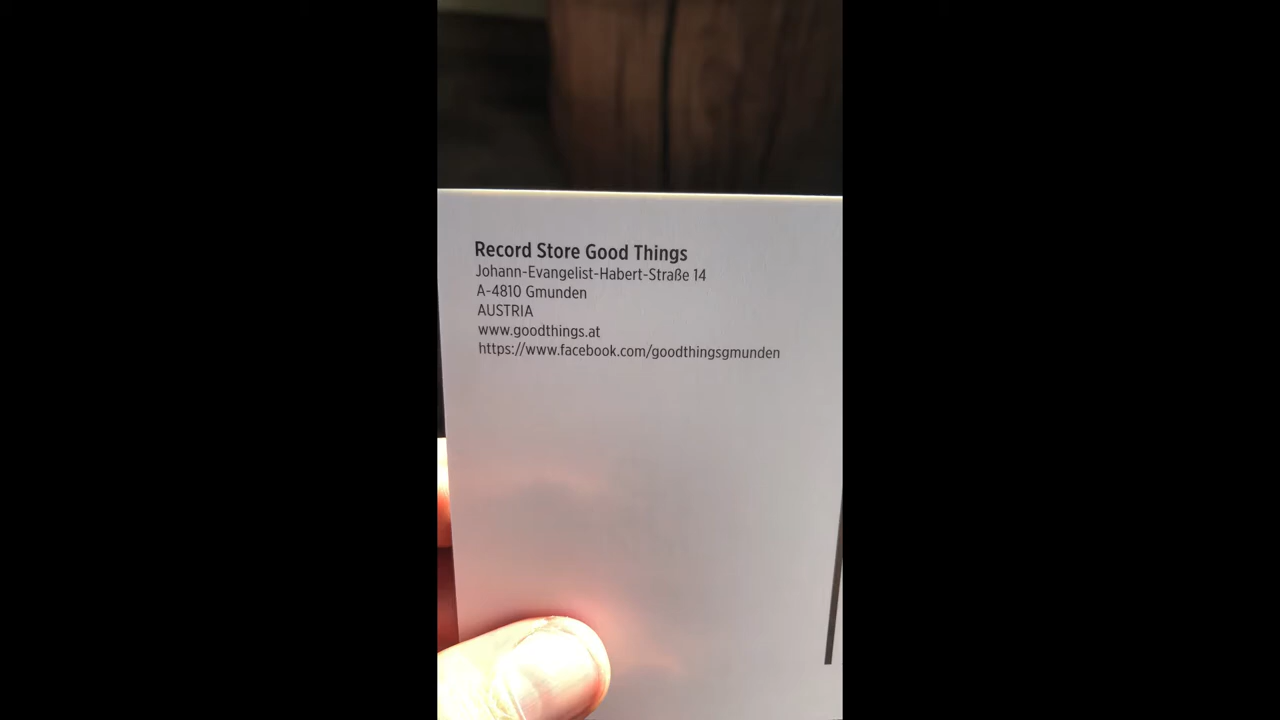 Record Store Good Things
Johann-Evangelist-Habert-Straße 14
A-4810 Gmunden
AUSTRIA
www.goodthings.at
https://www.facebook.com/goodthingsgmunden